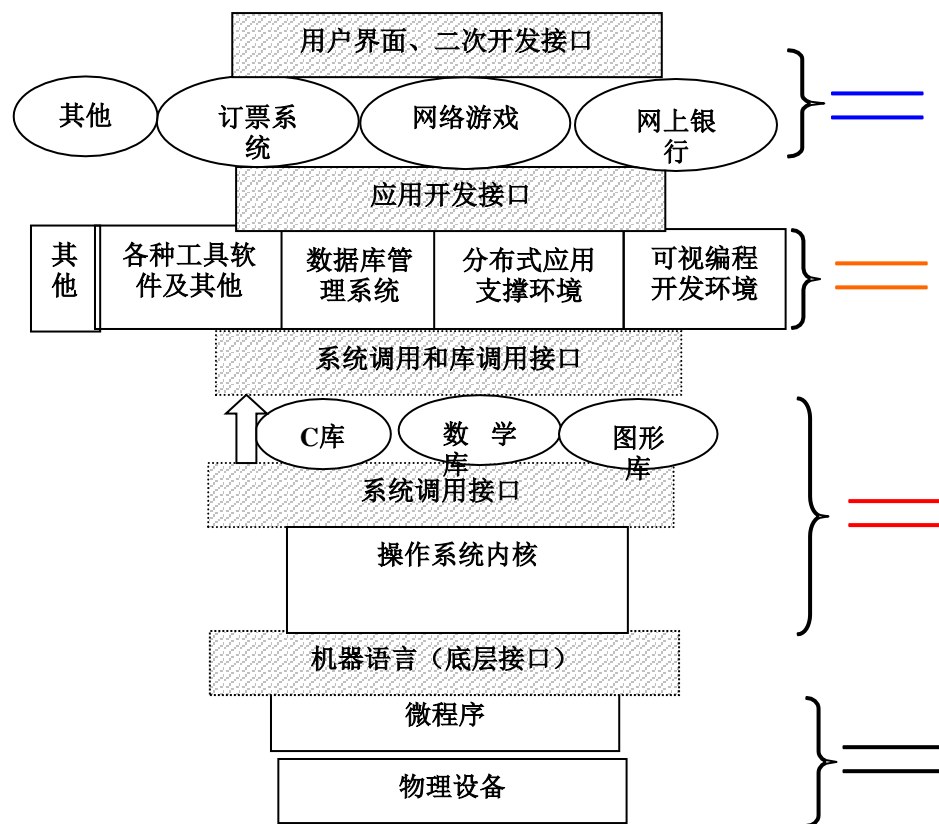 用户界面、二次开发接口
其他
订票系
统
网络游戏
网上银
行
应用开发接口
其
他
各种工具软
件及其他
数据库管
理系统
分布式应用
支撑环境
可视编程
开发环境
系统调用和库调用接口
C库
数 学
库
图形
库
系统调用接口
操作系统内核
机器语言（底层接口）
微程序
物理设备